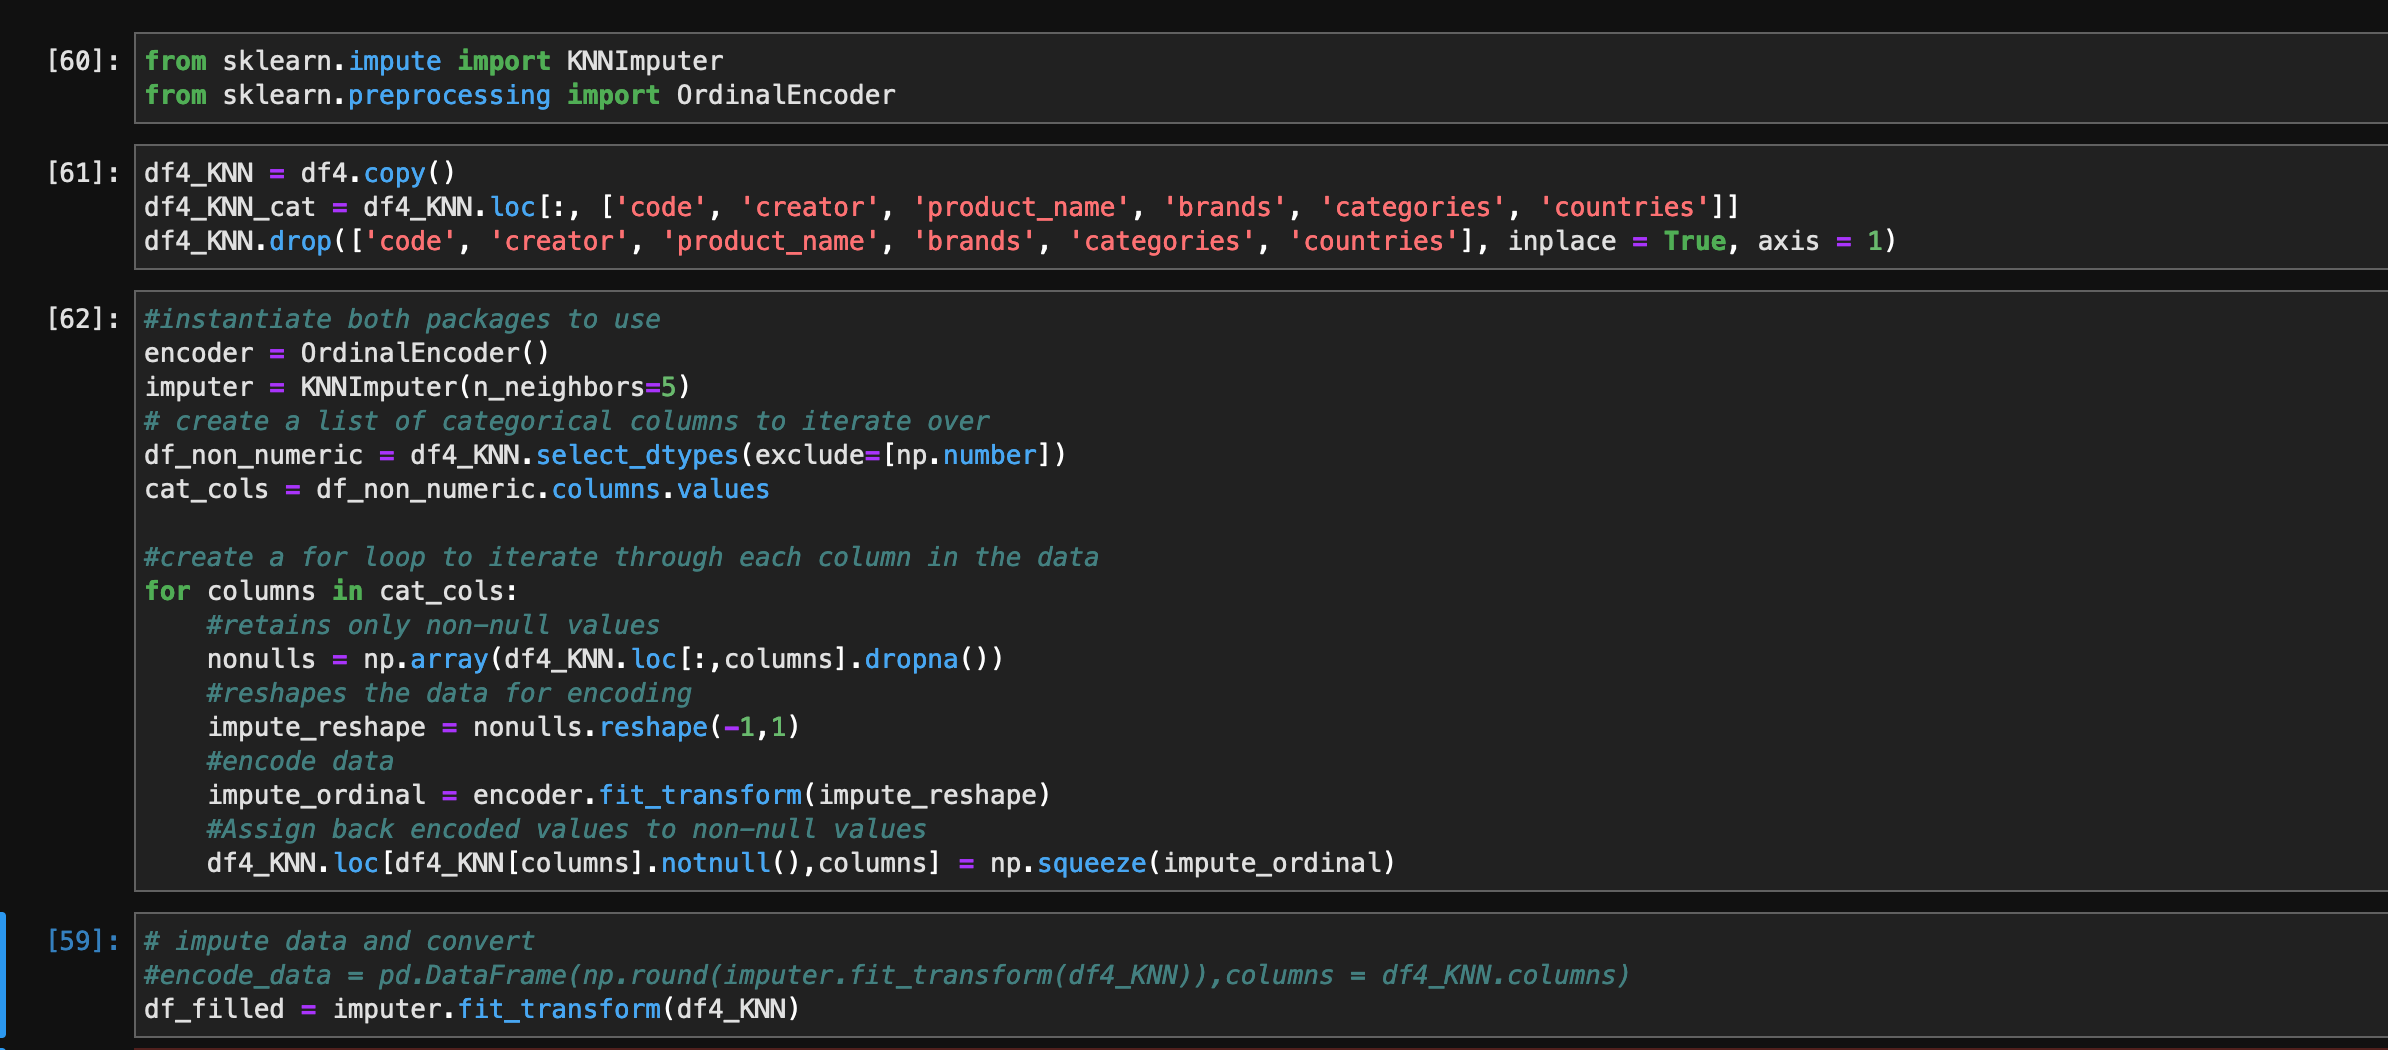 [60]: from sklearn.impute import KNNImputer
from sklearn.preprocessing import OrdinalEncoder
[61]: df4_KNN = df4.copy()
df4_KNN_cat = df4_KNN.loc[:, ['code', 'creator', 'product_name', 'brands', 'categories', 'countries']]
df4_KNN.drop(['code', 'creator', 'product_name', 'brands', 'categories', 'countries'], inplace = True, axis = 1)
[62]: #instantiate both packages to use
encoder = OrdinalEncoder()
imputer = KNNImputer(n_neighbors=5)
# create a list of categorical columns to iterate over
df_non_numeric = df4_KNN.select_dtypes(exclude=[np.number])
cat_cols = df_non_numeric.columns.values
#create a for loop to iterate through each column in the data
for columns in cat_cols:
    #retains only non-null values
    nonulls = np.array(df4_KNN.loc[:,columns].dropna())
    #reshapes the data for encoding
    impute_reshape = nonulls.reshape(-1,1)
    #encode data
    impute_ordinal = encoder.fit_transform(impute_reshape)
    #Assign back encoded values to non-null values
    df4_KNN.loc[df4_KNN[columns].notnull(),columns] = np.squeeze(impute_ordinal)
[59]: # impute data and convert
#encode_data = pd.DataFrame(np.round(imputer.fit_transform(df4_KNN)),columns = df4_KNN.columns)
df_filled = imputer.fit_transform(df4_KNN)